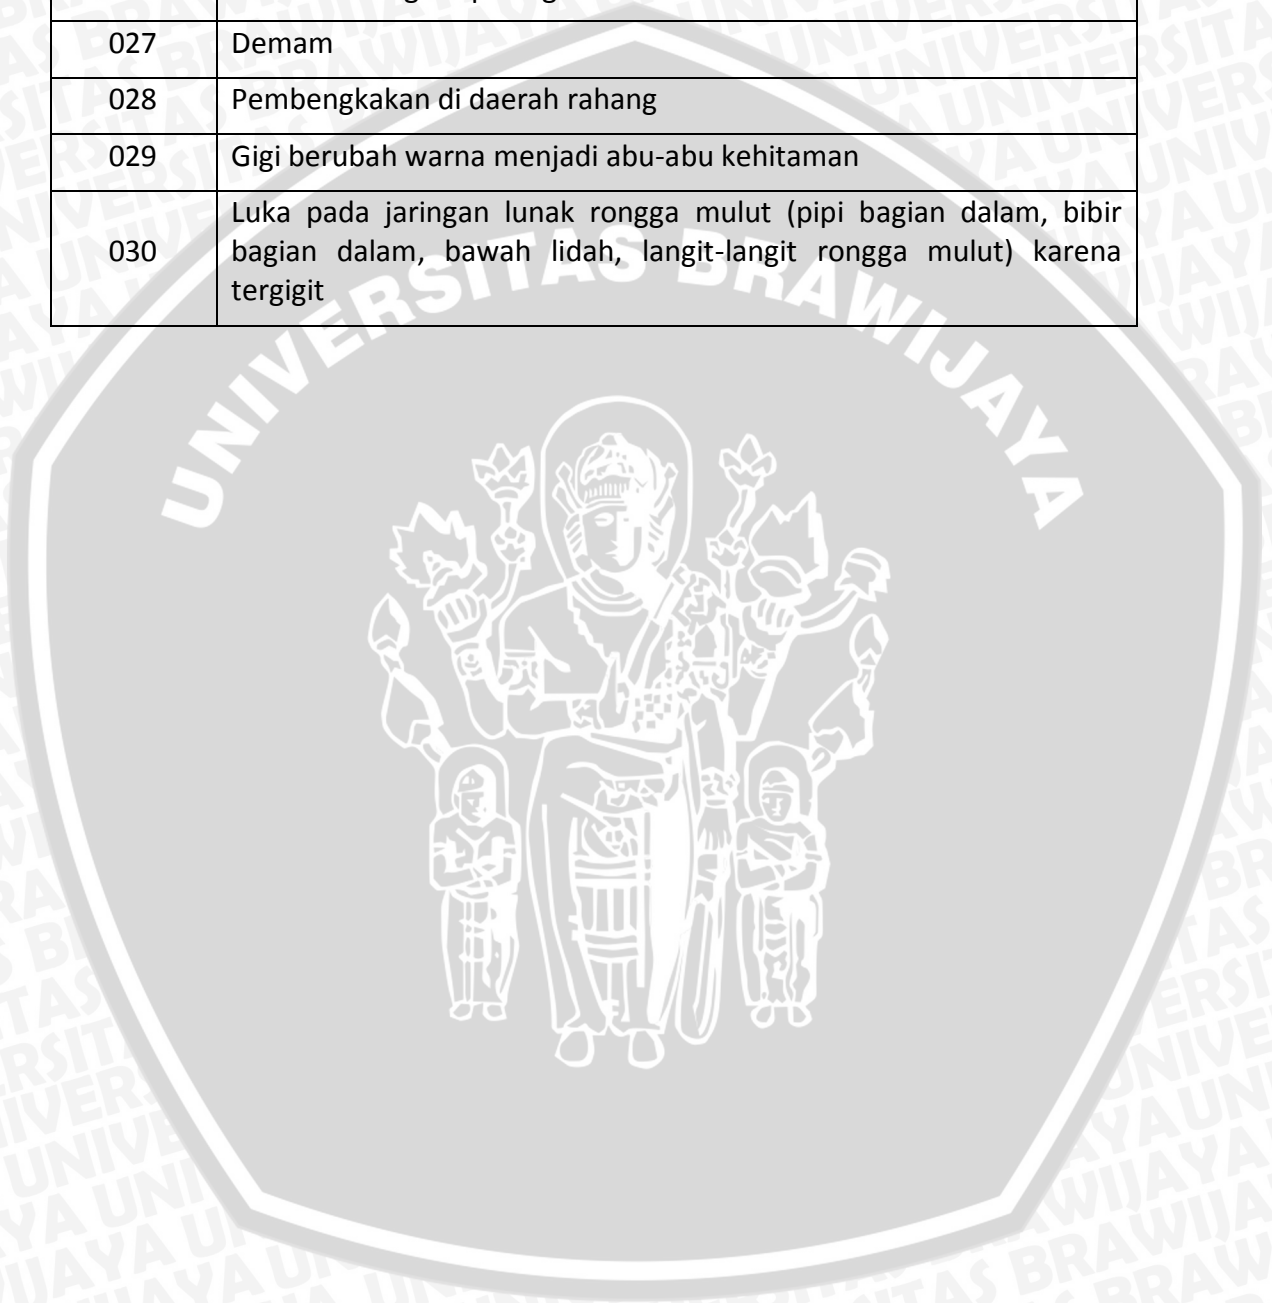 027 Demam
028 Pembengkakan di daerah rahang
029 Gigi berubah warna menjadi abu-abu kehitaman
Luka pada jaringan lunak rongga mulut (pipi bagian dalam, bibir
030 bagian dalam, bawah lidah, langit-langit rongga mulut) karena
tergigit
UNIVERSITAS BRAWIJAYA